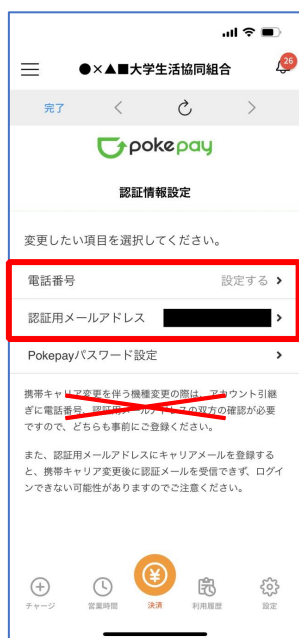 26
●×▲■大学生活協同組合
完了
pokepay
認証情報設定
変更したい項目を選択してください。
電話番号 設定する
認証用メールアドレス
Pokepayパスワード設定
携帯キャリア変更を伴う機種変更の際は、アカウント引継
ぎに電話番号、認証用メールアドレスの双方の確認が必要
ですので、どちらも事前にご登録ください。
また、認証用メールアドレスにキャリアメールを登録する
と、携帯キャリア変更後に認証メールを受信できず、ログイ
ンできない可能性がありますのでご注意ください。
チャージ 営業時間 決済 利用履歴 設定